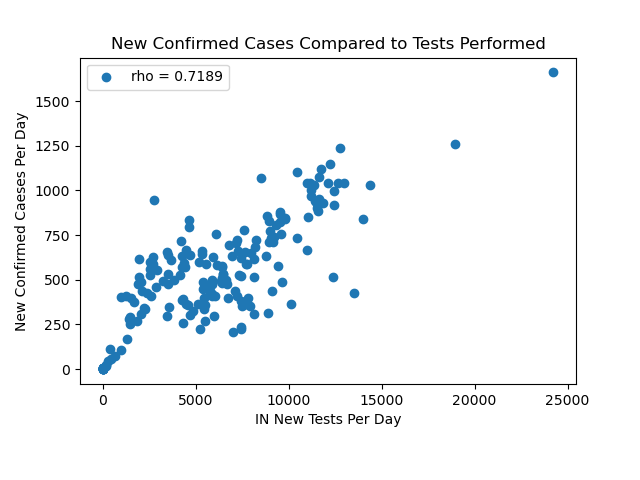 New Confirmed Cases Compared to Tests Performed
rho = 0.7189
New Confirmed Caeses Per Day
1500
1250
1000
750
500
250
0
0 5000 10000 15000 20000 25000
IN New Tests Per Day